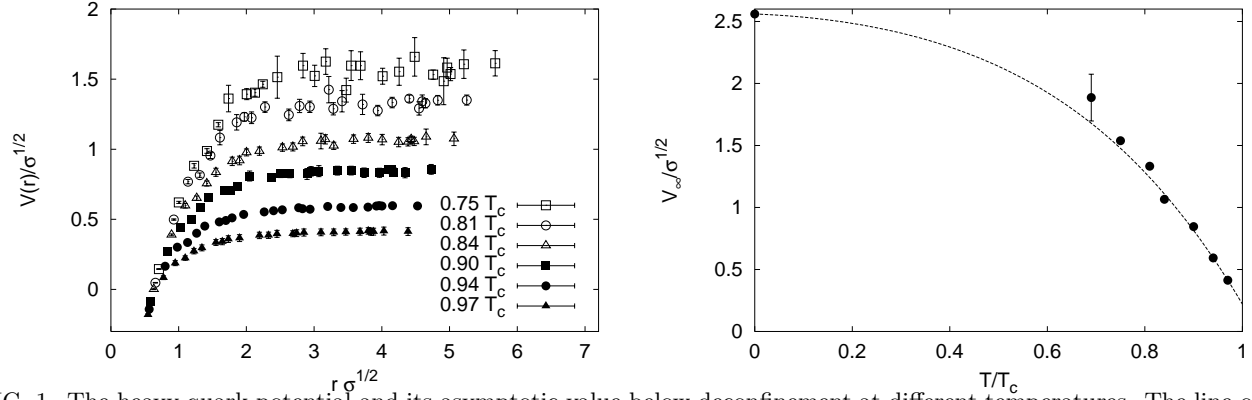 2
1.5
1
0.5
0
V(r)/σ^1/2
0 1 2 3 4 5 6 7
r σ^1/2
0.75 T_c
0.81 T_c
0.84 T_c
0.90 T_c
0.94 T_c
0.97 T_c
2.5
2
1.5
1
0.5
0
V_∞/σ^1/2
0 0.2 0.4 0.6 0.8 1
T/T_c
1. The heavy quark potential and its asymptotic value below deconfinement at different temperatures. The line